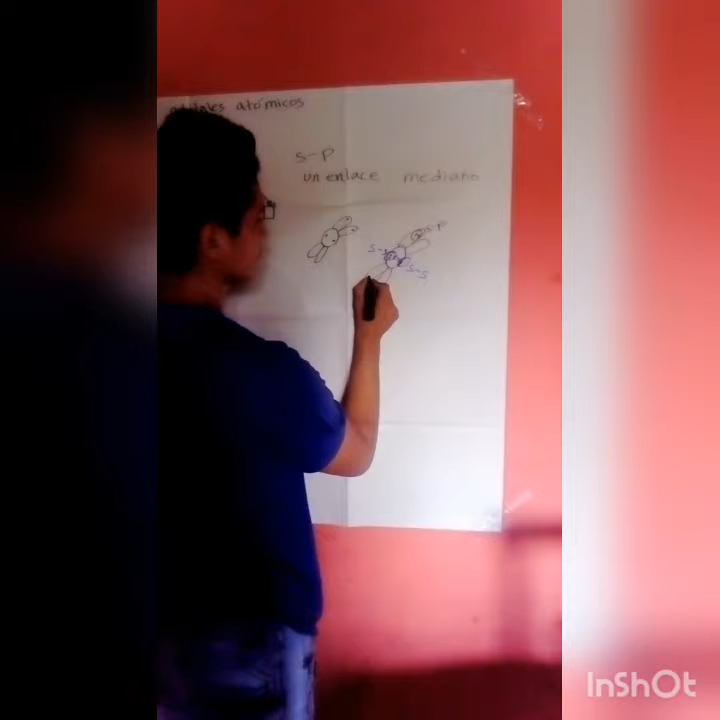 atómicos
s-p
un enlace mediano
s-p
s-s
s-s
InShOt